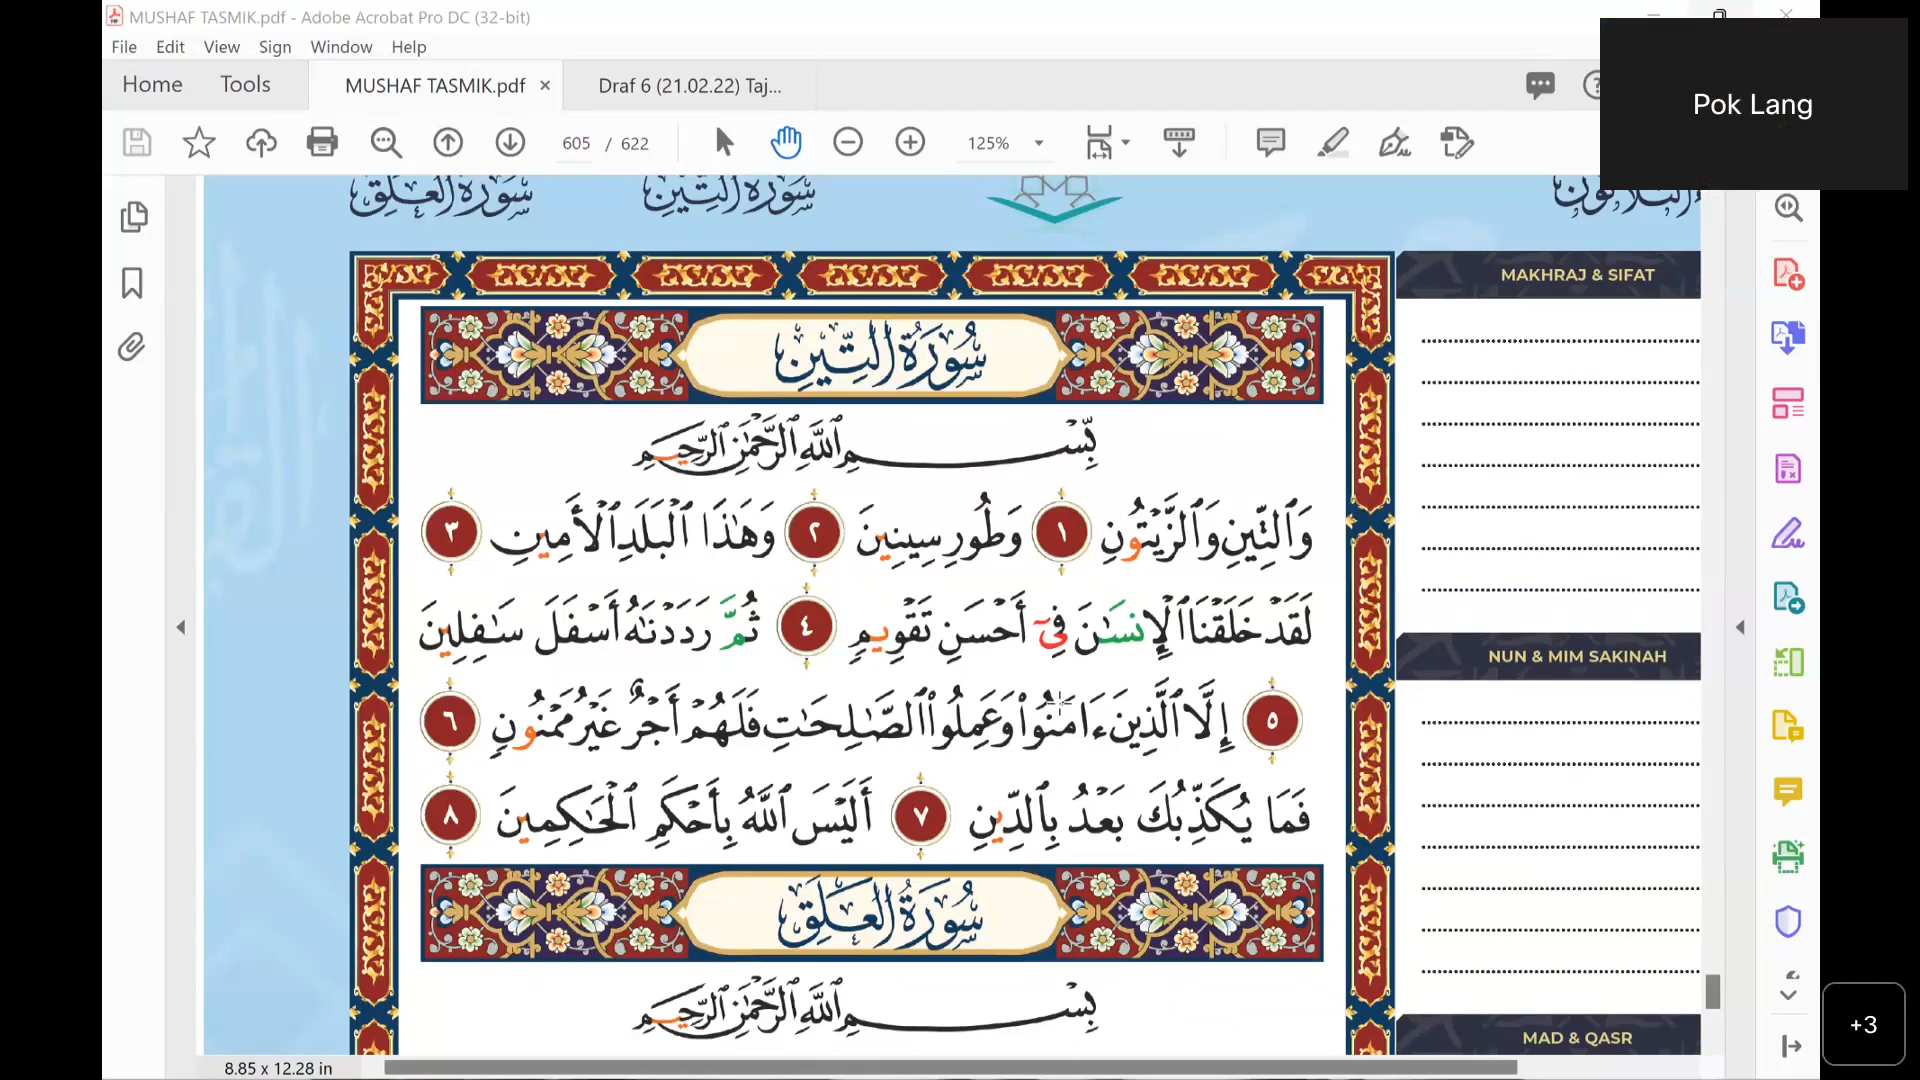 MUSHAF TASMIK.pdf - Adobe Acrobat Pro DC (32-bit)
File Edit View Sign Window Help
Home Tools MUSHAF TASMIK.pdf × Draf 6 (21.02.22) Taj...
605 / 622 125%
Pok Lang
سُورَةُ العَلَقِ سُورَةُ التِّينِ
MAKHRAJ & SIFAT
سُورَةُ التِّينِ
بِّسۡمِ ٱللَّهِ ٱلرَّحۡمَٰنِ ٱلرَّحِيمِ
وَٱلتِّينِ وَٱلزَّيۡتُونِ ١ وَطُورِ سِينِينَ ٢ وَهَٰذَا ٱلۡبَلَدِ ٱلۡأَمِينِ ٣
لَقَدۡ خَلَقۡنَا ٱلۡإِنسَٰنَ فِيٓ أَحۡسَنِ تَقۡوِيمٖ ٤ ثُمَّ رَدَدۡنَٰهُ أَسۡفَلَ سَٰفِلِينَ
NUN & MIM SAKINAH
٥ إِلَّا ٱلَّذِينَ ءَامَنُواْ وَعَمِلُواْ ٱلصَّٰلِحَٰتِ فَلَهُمۡ أَجۡرٌ غَيۡرُ مَمۡنُونٖ ٦
فَمَا يُكَذِّبُكَ بَعۡدُ بِٱلدِّينِ ٧ أَلَيۡسَ ٱللَّهُ بِأَحۡكَمِ ٱلۡحَٰكِمِينَ ٨
سُورَةُ العَلَقِ
بِسۡمِ ٱللَّهِ ٱلرَّحۡمَٰنِ ٱلرَّحِيمِ
MAD & QASR
+3
8.85 x 12.28 in